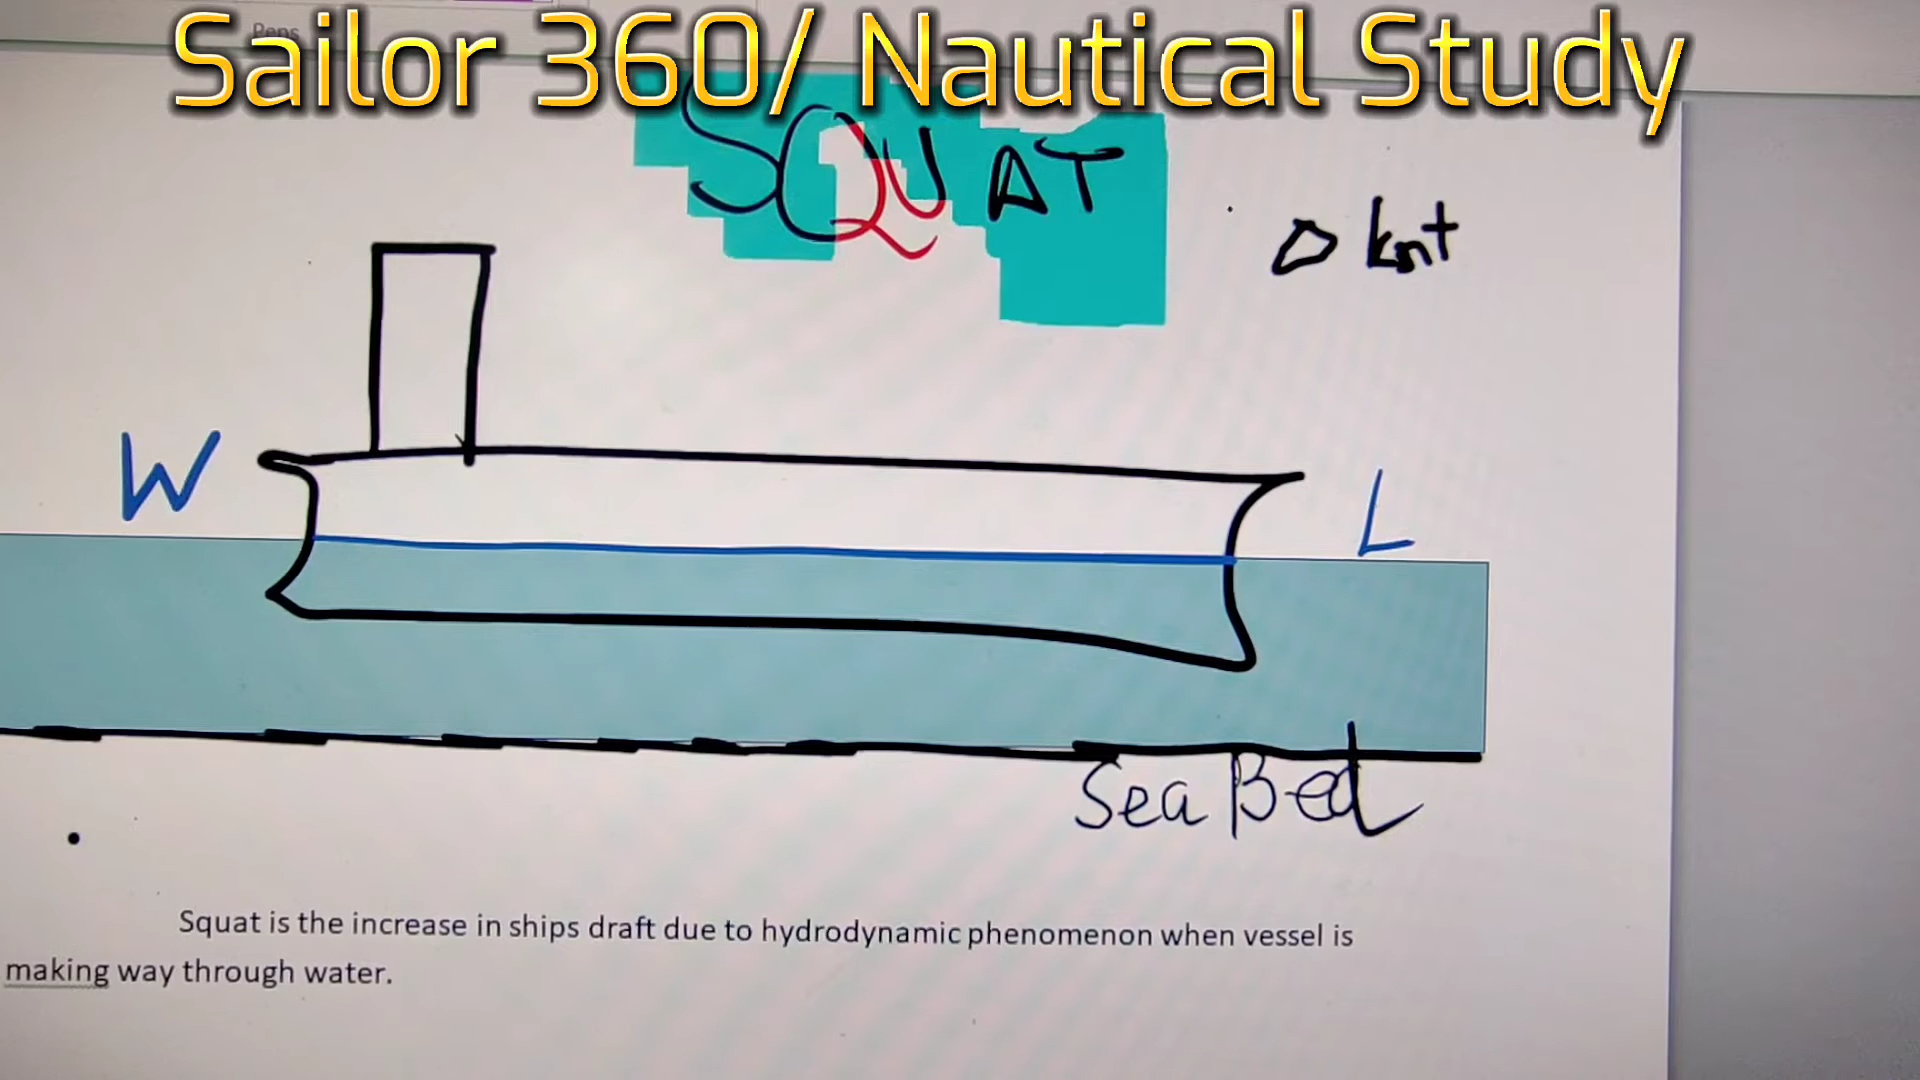 Pens
Sailor 360/ Nautical Study
SQUAT
0 knt
W
L
Sea Bed
Squat is the increase in ships draft due to hydrodynamic phenomenon when vessel is
making way through water.